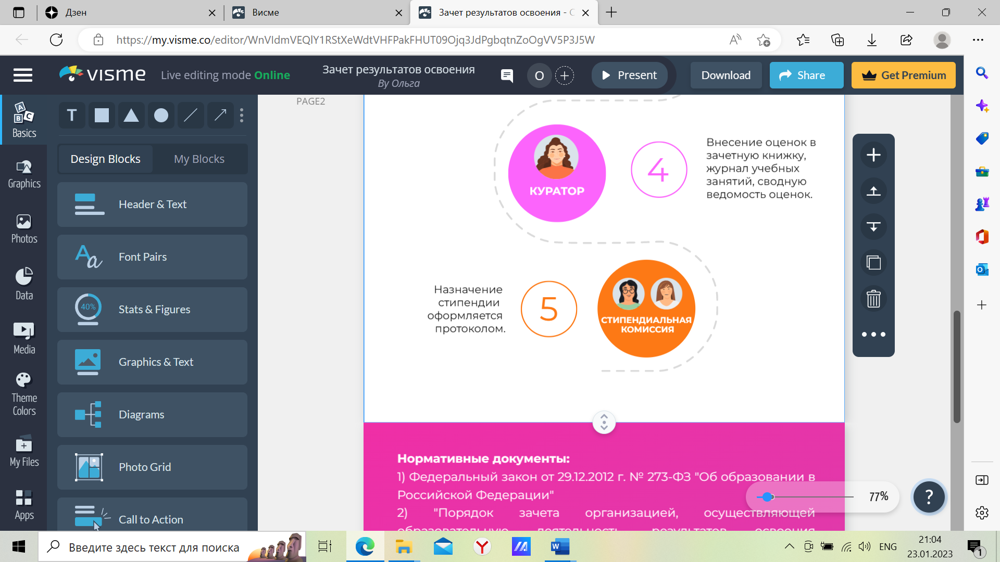 Дзен
Висме
Зачет результатов освоения - С
https://my.visme.co/editor/WnVIdmVEQlY1RStXeWdtVHFPakFHUT09Ojq3JdPgbqtnZoOgVV5P3J5W
visme
Live editing mode Online
Зачет результатов освоения
By Ольга
O
Present
Download
Share
Get Premium
Basics
Graphics
Photos
Data
Media
Theme
Colors
My Files
Apps
T
Design Blocks
My Blocks
Header & Text
Font Pairs
40%
Stats & Figures
Graphics & Text
Diagrams
Photo Grid
Call to Action
PAGE2
КУРАТОР
4
Внесение оценок в
зачетную книжку,
журнал учебных
занятий, сводную
ведомость оценок.
Назначение
стипендии
оформляется
протоколом.
5
СТИПЕНДИАЛЬНАЯ
КОМИССИЯ
Нормативные документы:
1) Федеральный закон от 29.12.2012 г. № 273-ФЗ "Об образовании в
Российской Федерации"
2) "Порядок зачета организацией, осуществляющей
образовательную деятельность, результатов освоения
77%
?
Введите здесь текст для поиска
ENG
21:04
23.01.2023
1